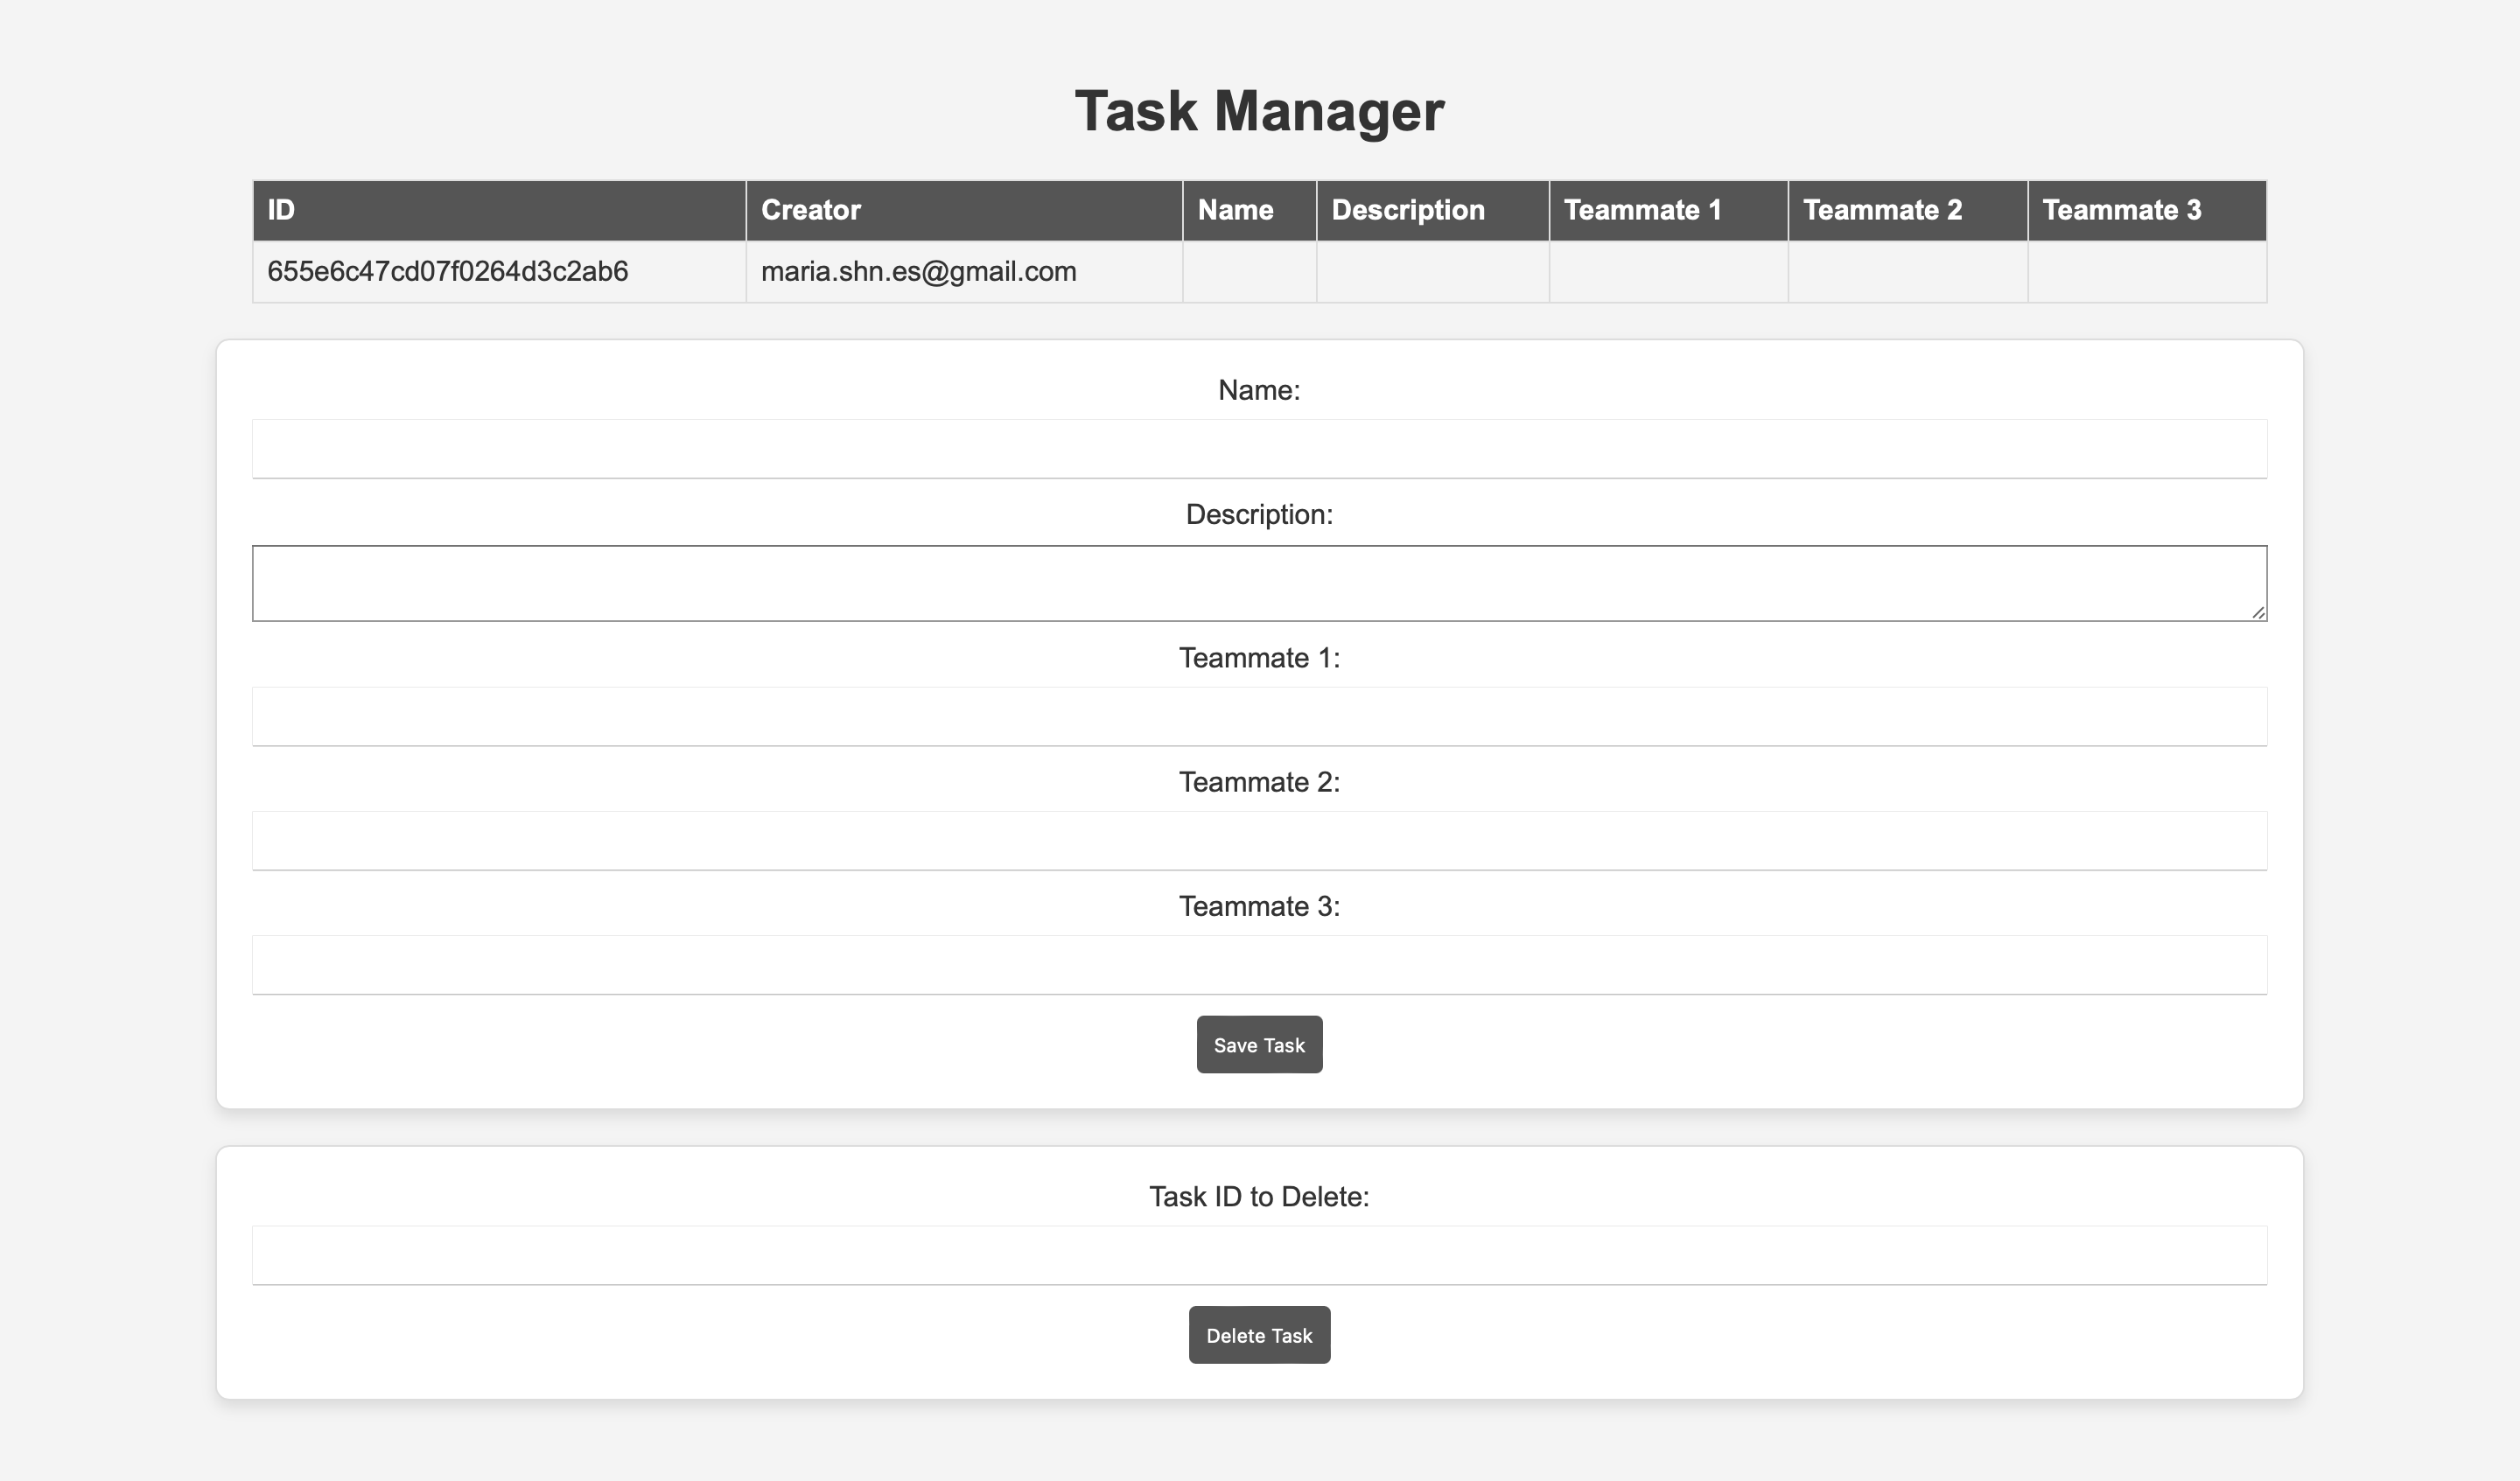 Task Manager
ID Creator Name Description Teammate 1 Teammate 2 Teammate 3
655e6c47cd07f0264d3c2ab6 maria.shn.es@gmail.com
Name:
Description:
Teammate 1:
Teammate 2:
Teammate 3:
Save Task
Task ID to Delete:
Delete Task